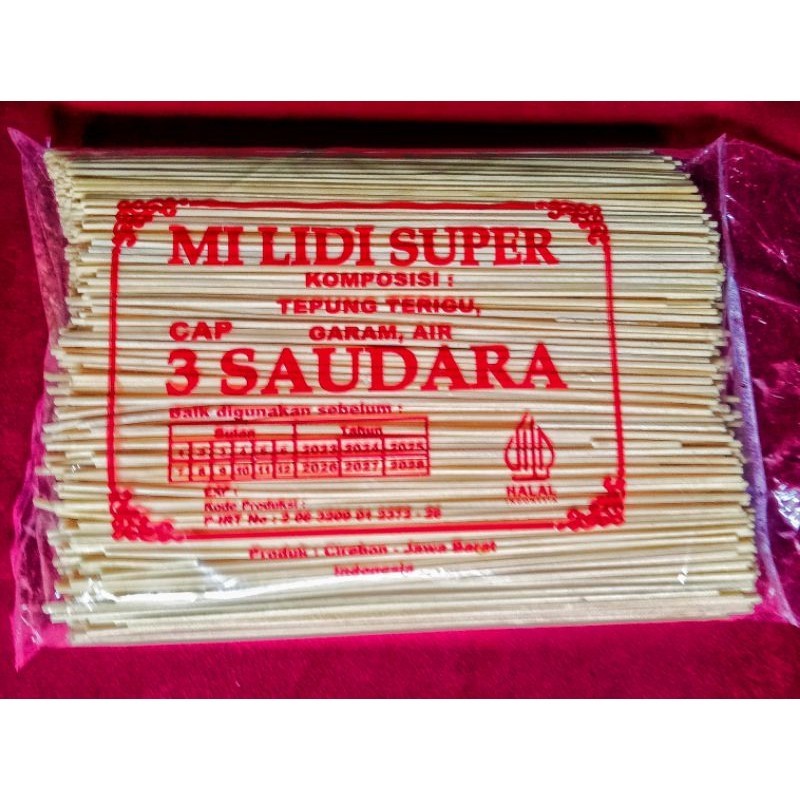 MI LIDI SUPER
KOMPOSISI :
TEPUNG TERIGU,
CAP GARAM, AIR
3 SAUDARA
Baik digunakan sebelum :
Bulan Tahun
1 2 3 4 5 6 2023 2024 2025
7 8 9 10 11 12 2026 2027 2028
EXP :
Kode Produksi :
P-IRT No :
HALAL
INDONESIA
Produk : Cirebon - Jawa Barat
Indonesia